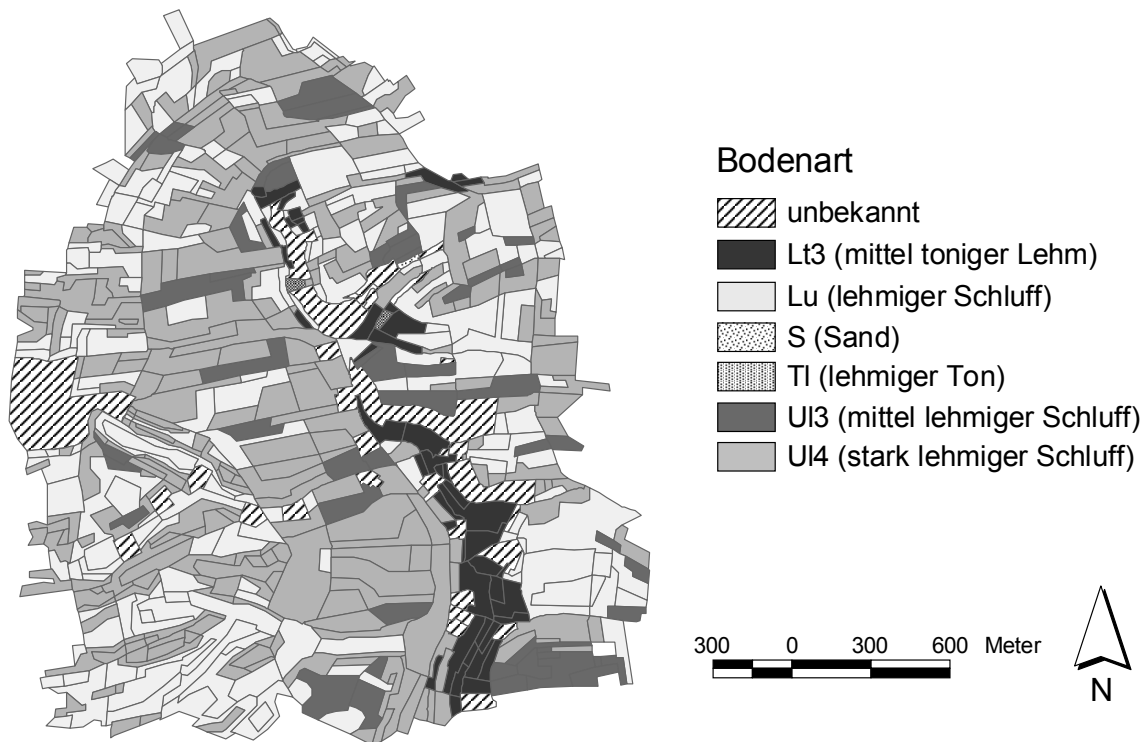 Bodenart
unbekannt
Lt3 (mittel toniger Lehm)
Lu (lehmiger Schluff)
S (Sand)
Tl (lehmiger Ton)
Ul3 (mittel lehmiger Schluff)
Ul4 (stark lehmiger Schluff)
300 0 300 600 Meter
N